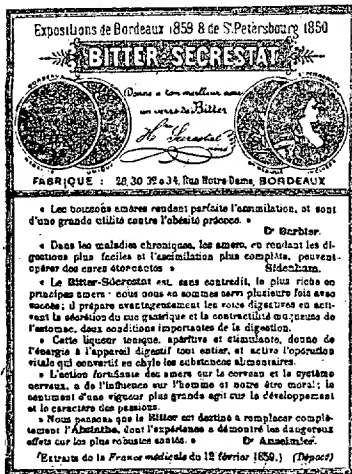 Expositions de Bordeaux 1859 & de St Petersbourg 1860
BITTER SECRESTAT
Donne à ton meilleur ami
un verre de Bitter
Secrestat
FABRIQUE : 28, 30, 32 & 34, Rue Notre Dame, BORDEAUX
« Les boissons amères rendent parfaite l'assimilation, et sont
d'une grande utilité contre l'obésité précoce. »
Dr Barbier.
« Dans les maladies chroniques, les amers, en rendant les di-
gestions plus faciles et l'assimilation plus complète, peuvent
opérer des cures étonnantes » Sidenham.
« Le Bitter-Sécrestat est, sans contredit, le plus riche en
principes amers : nous nous en sommes servi plusieurs fois avec
succès; il prépare avantageusement les voies digestives en acti-
vant la sécrétion du suc gastrique et la contractilité muqueuse de
l'estomac, deux conditions importantes de la digestion.
« Cette liqueur tonique, apéritive et stimulante, donne de
l'énergie à l'appareil digestif tout entier, et active l'opération
vitale qui convertit en chyle les substances alimentaires.
« L'action fortifiante des amers sur le cerveau et le système
nerveux, a de l'influence sur l'homme et notre être moral; le
sentiment d'une vigueur plus grande agit sur le développement
et le caractère des passions.
« Nous pensons que le Bitter est destiné à remplacer complè-
tement l'Absinthe, dont l'expérience a démontré les dangereux
effets sur les plus robustes santés. » Dr Anselmier.
(Extraits de la France médicale du 12 février 1859.) (Déposé)